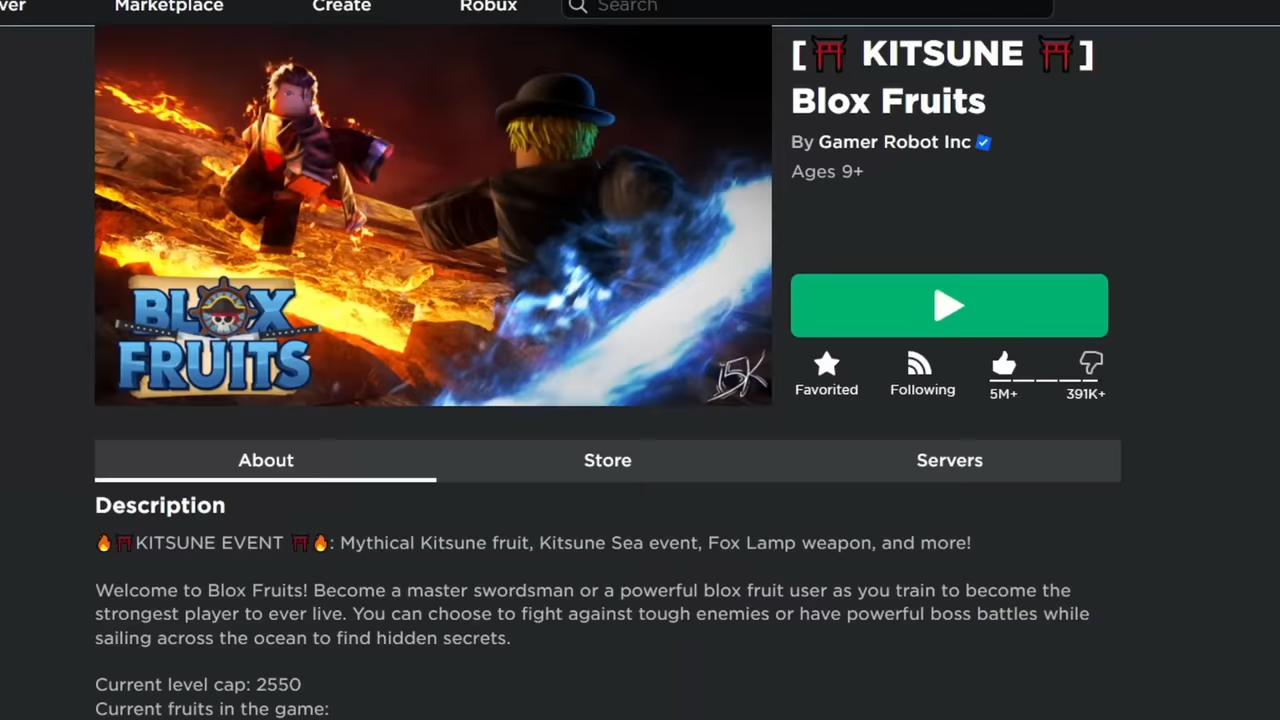 ver Marketplace Create Robux Search
[⛩️ KITSUNE ⛩️]
Blox Fruits
By Gamer Robot Inc
Ages 9+
BLOX
FRUITS
15K
Favorited Following 5M+ 391K+
About Store Servers
Description
🔥⛩️KITSUNE EVENT ⛩️🔥: Mythical Kitsune fruit, Kitsune Sea event, Fox Lamp weapon, and more!
Welcome to Blox Fruits! Become a master swordsman or a powerful blox fruit user as you train to become the
strongest player to ever live. You can choose to fight against tough enemies or have powerful boss battles while
sailing across the ocean to find hidden secrets.
Current level cap: 2550
Current fruits in the game: